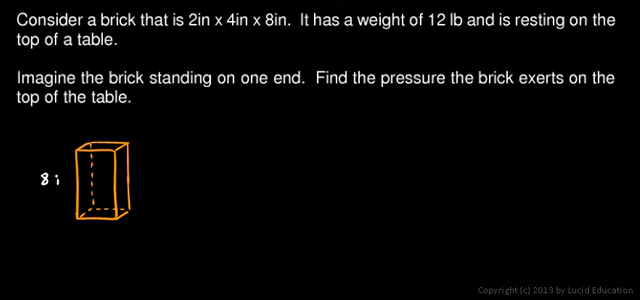 Consider a brick that is 2in x 4in x 8in.  It has a weight of 12 lb and is resting on the
top of a table.
Imagine the brick standing on one end.  Find the pressure the brick exerts on the
top of the table.
8 i
Copyright (c) 2013 by Lucid Education